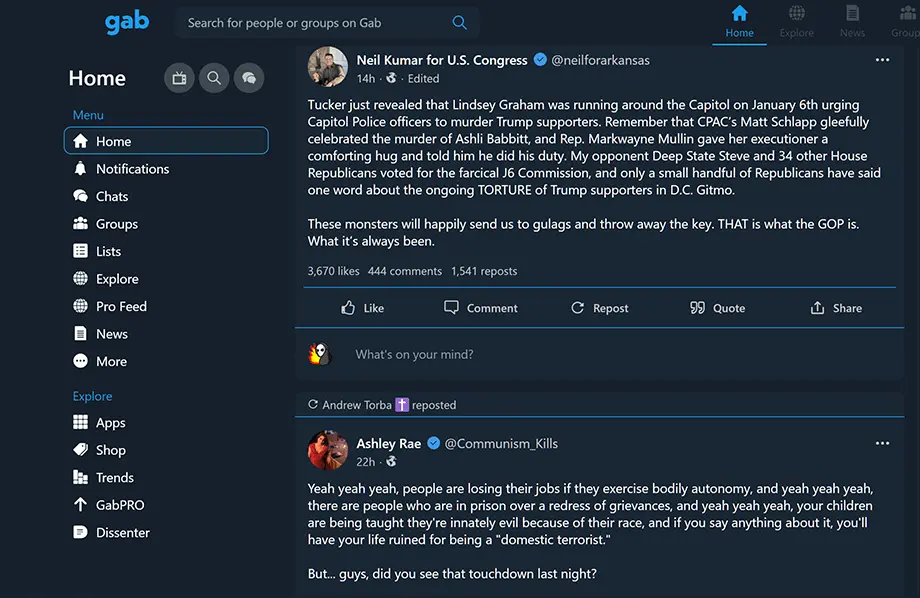 gab
Search for people or groups on Gab
Home
Explore
News
Group
Home
Menu
Home
Notifications
Chats
Groups
Lists
Explore
Pro Feed
News
More
Explore
Apps
Shop
Trends
GabPRO
Dissenter
Neil Kumar for U.S. Congress @neilforarkansas
14h · · Edited
Tucker just revealed that Lindsey Graham was running around the Capitol on January 6th urging
Capitol Police officers to murder Trump supporters. Remember that CPAC's Matt Schlapp gleefully
celebrated the murder of Ashli Babbitt, and Rep. Markwayne Mullin gave her executioner a
comforting hug and told him he did his duty. My opponent Deep State Steve and 34 other House
Republicans voted for the farcical J6 Commission, and only a small handful of Republicans have said
one word about the ongoing TORTURE of Trump supporters in D.C. Gitmo.
These monsters will happily send us to gulags and throw away the key. THAT is what the GOP is.
What it's always been.
3,670 likes 444 comments 1,541 reposts
Like Comment Repost Quote Share
What's on your mind?
Andrew Torba ✝️ reposted
Ashley Rae @Communism_Kills
22h ·
Yeah yeah yeah, people are losing their jobs if they exercise bodily autonomy, and yeah yeah yeah,
there are people who are in prison over a redress of grievances, and yeah yeah yeah, your children
are being taught they're innately evil because of their race, and if you say anything about it, you'll
have your life ruined for being a "domestic terrorist."
But... guys, did you see that touchdown last night?